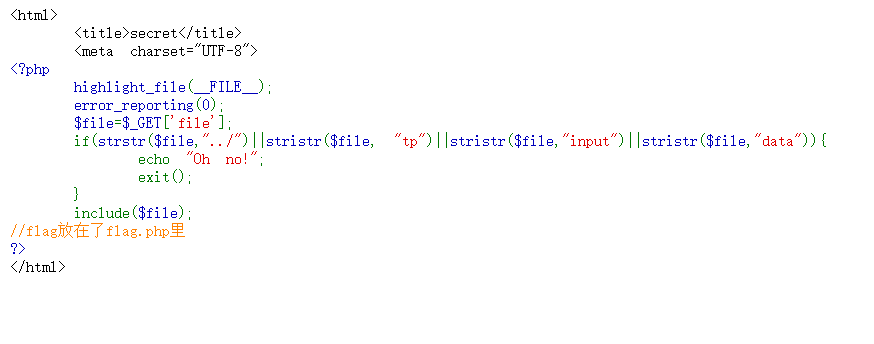 <html>
<title>secret</title>
<meta charset="UTF-8">
<?php
highlight_file(__FILE__);
error_reporting(0);
$file=$_GET['file'];
if(strstr($file,"../")||stristr($file, "tp")||stristr($file,"input")||stristr($file,"data")){
echo "Oh no!";
exit();
}
include($file);
//flag放在了flag.php里
?>
</html>